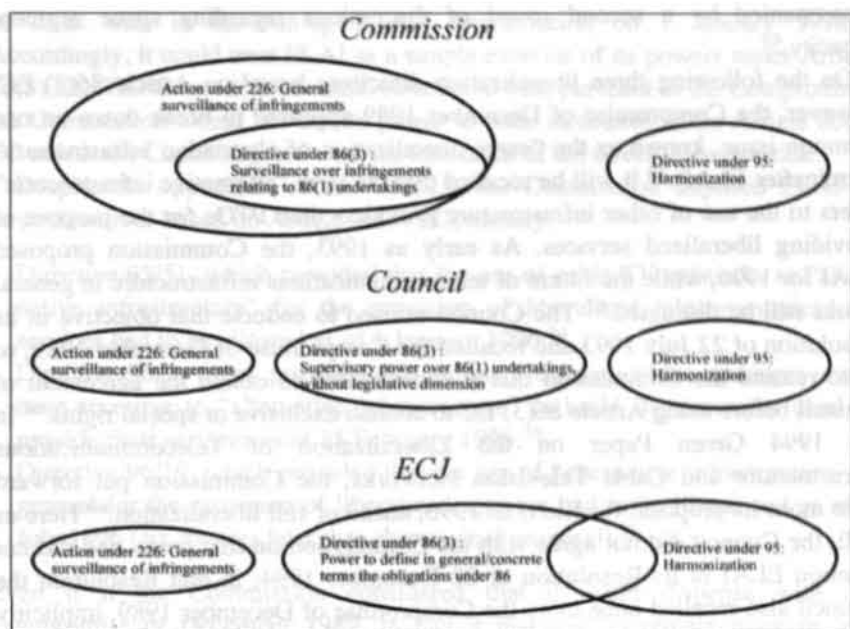 Commission
Action under 226: General
surveillance of infringements
Directive under 86(3) :
Surveillance over infringements
relating to 86(1) undertakings
Directive under 95:
Harmonization
Council
Action under 226: General
surveillance of infringements
Directive under 86(3) :
Supervisory power over 86(1) undertakings,
without legislative dimension
Directive under 95:
Harmonization
ECJ
Action under 226: General
surveillance of infringements
Directive under 86(3) :
Power to define in general/concrete
terms the obligations under 86
Directive under 95:
Harmonization